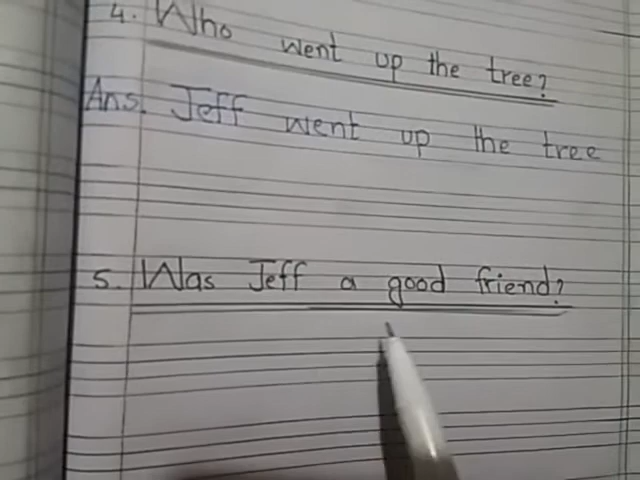 4. Who went up the tree?
Ans. Jeff went up the tree
5. Was Jeff a good friend?